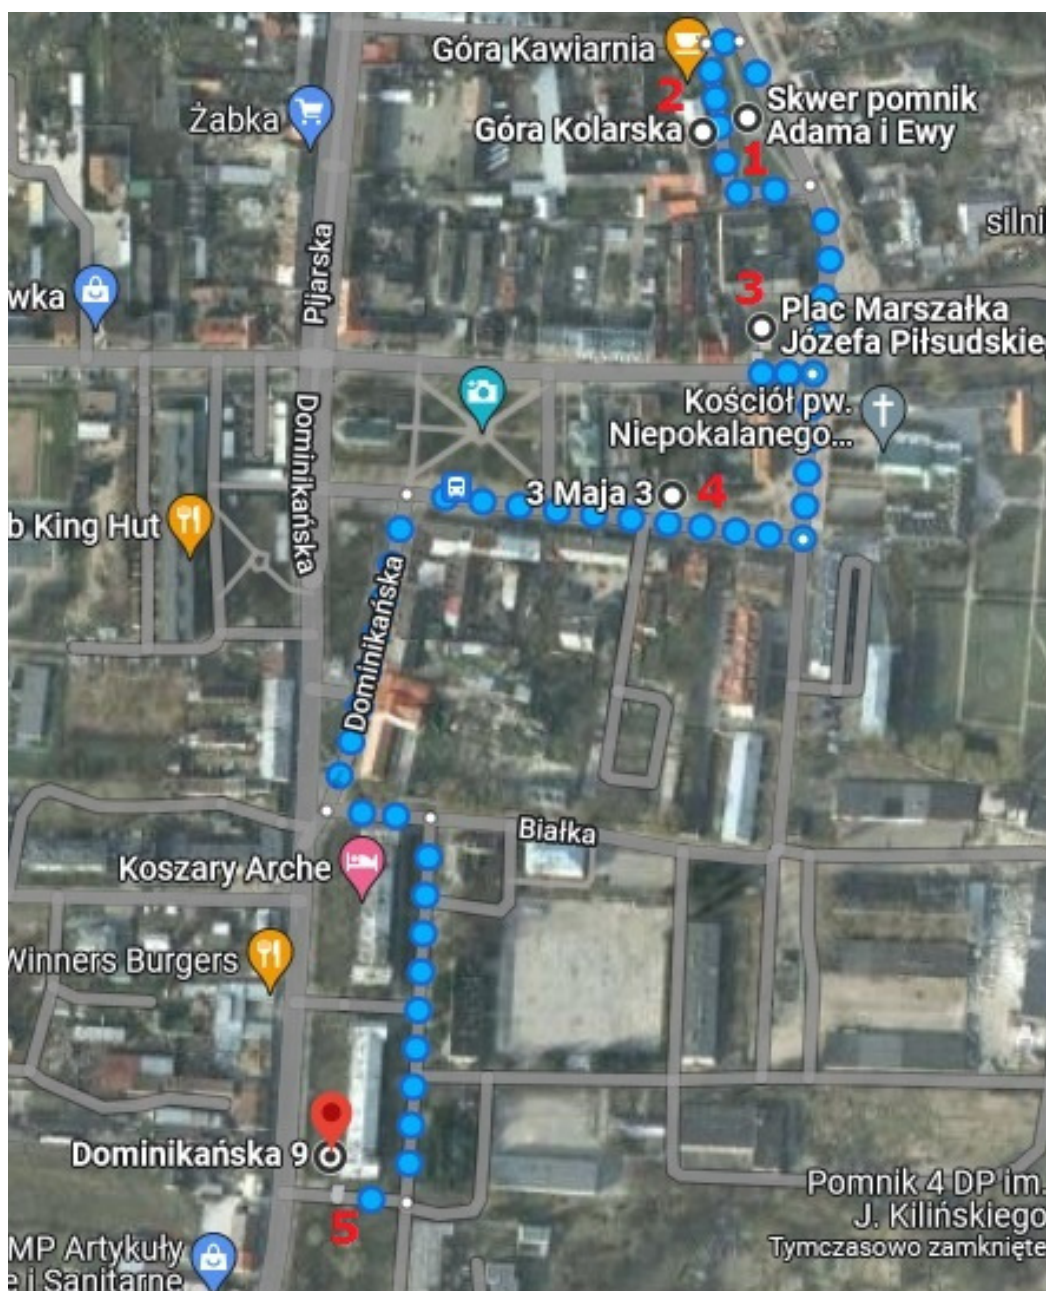 Góra Kawiarnia
2
Skwer pomnik
Adama i Ewy
Żabka
Góra Kolarska
1
silni
Pijarska
wka
3
Plac Marszałka
Józefa Piłsudskie
Kościół pw.
Niepokalanego...
Dominikańska
3 Maja 3
4
b King Hut
Dominikańska
Białka
Koszary Arche
Winners Burgers
Dominikańska 9
Pomnik 4 DP im.
J. Kilińskiego
Tymczasowo zamknięte
5
MP Artykuły
e i Sanitarne